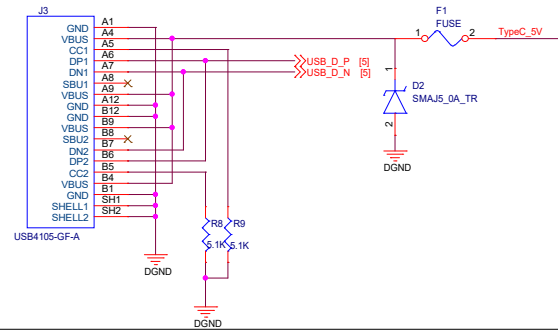 J3
GND A1
VBUS A4
CC1 A5
DP1 A6
DN1 A7
SBU1 A8
VBUS A9
GND A12
GND B12
VBUS B9
SBU2 B8
DN2 B7
DP2 B6
CC2 B5
VBUS B4
GND B1
SHELL1 SH1
SHELL2 SH2
USB4105-GF-A
DGND
USB_D_P [5]
USB_D_N [5]
R8
5.1K
R9
5.1K
DGND
F1
FUSE
1 2
TypeC_5V
1
D2
SMAJ5_0A_TR
2
DGND